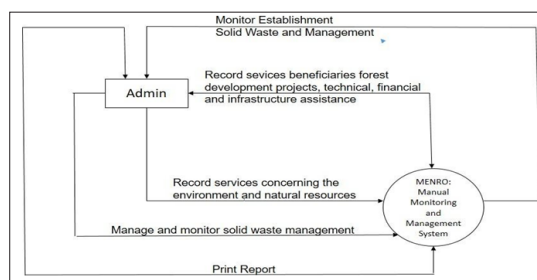 Monitor Establishment
Solid Waste and Management
Record sevices beneficiaries forest
development projects, technical, financial
and infrastructure assistance
Admin
Record services concerning the
environment and natural resources
MENRO:
Manual
Monitoring
and
Management
System
Manage and monitor solid waste management
Print Report